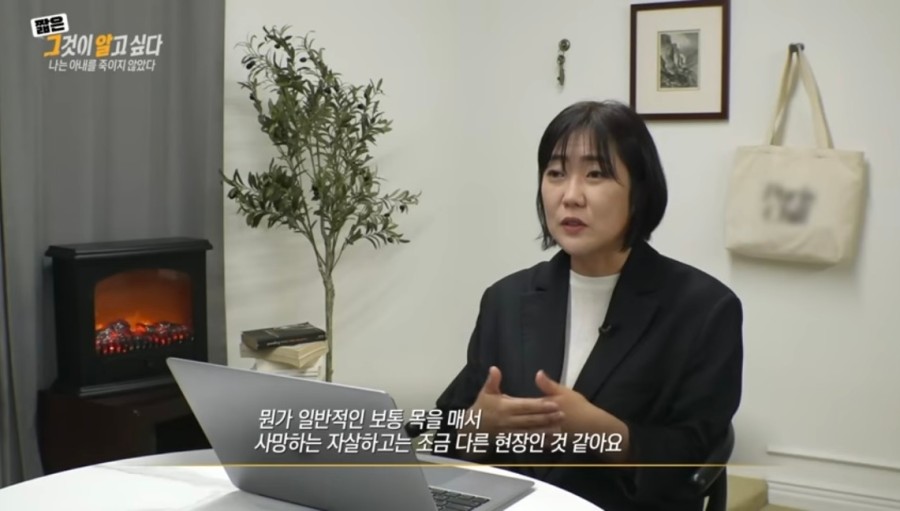 짧은
그것이 알고 싶다
나는 아내를 죽이지 않았다
뭔가 일반적인 보통 목을 매서
사망하는 자살하고는 조금 다른 현장인 것 같아요